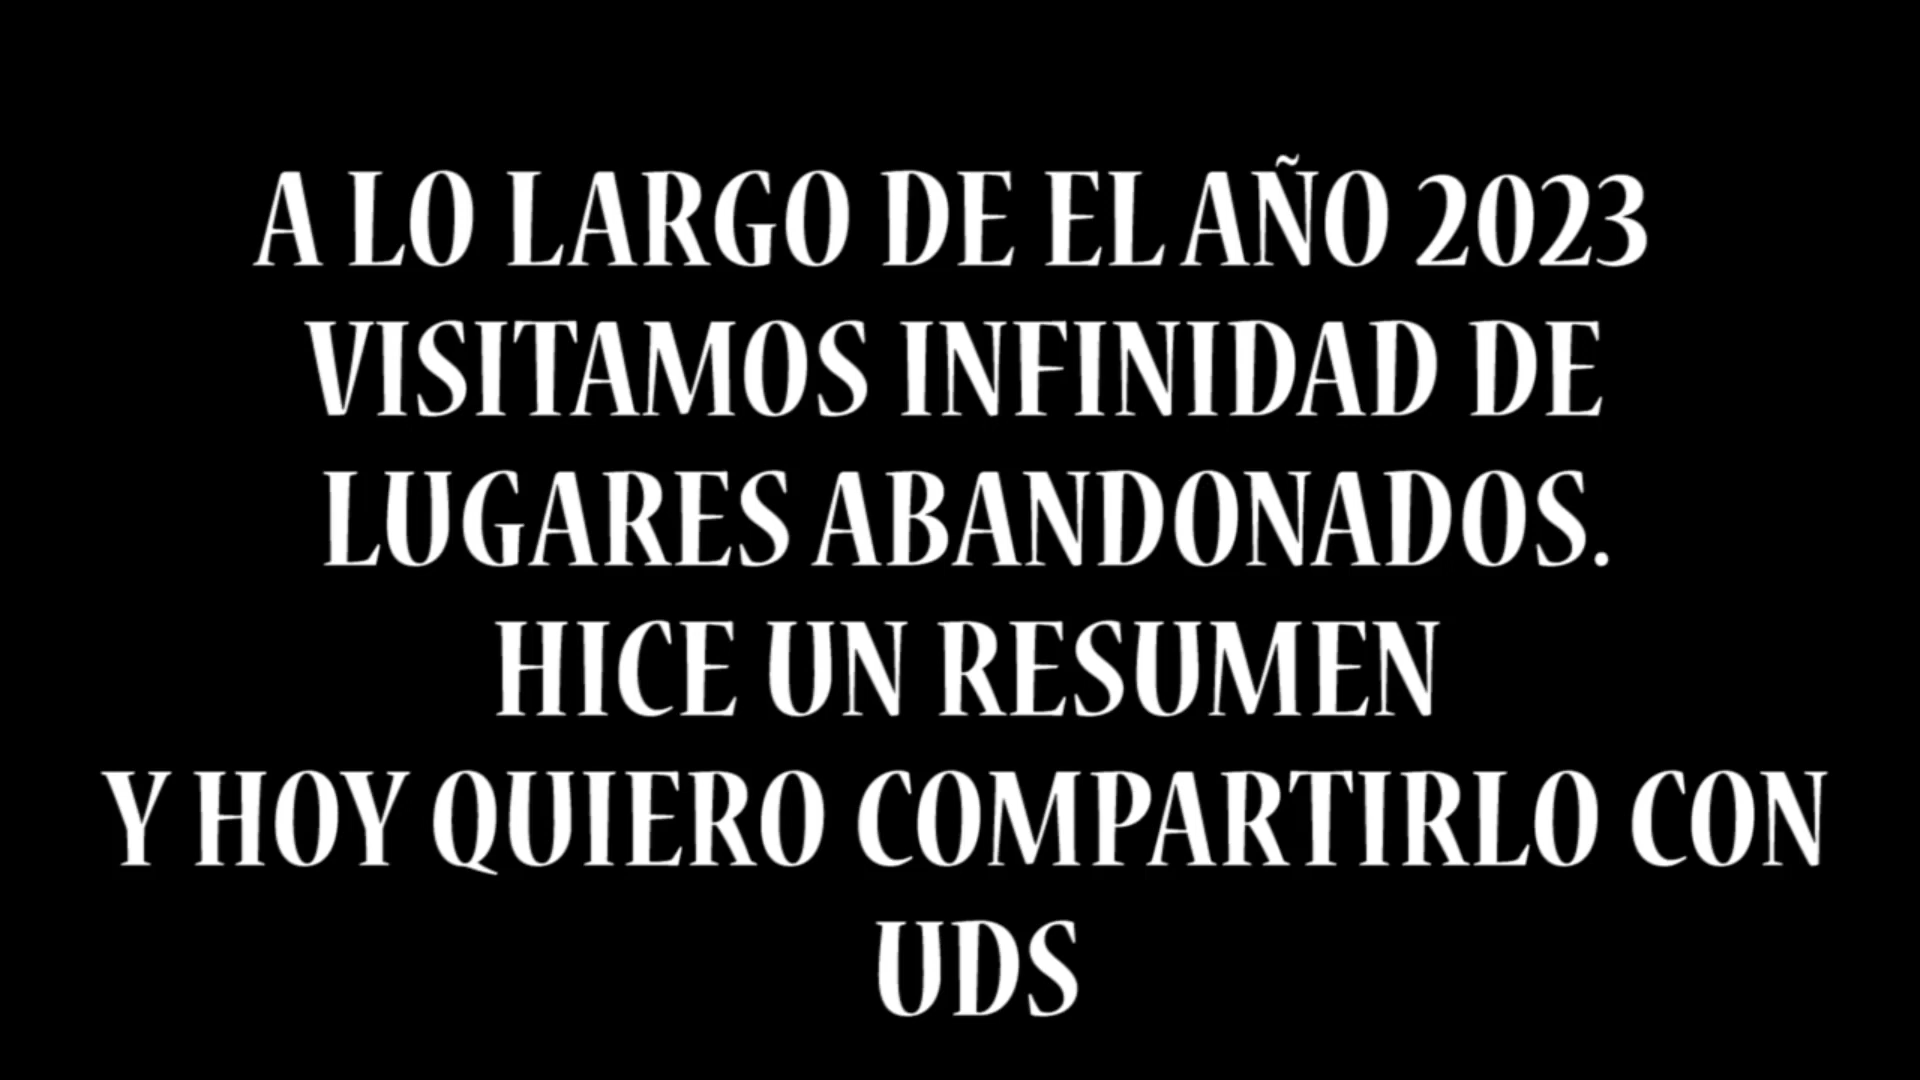 A LO LARGO DE EL AÑO 2023
VISITAMOS INFINIDAD DE
LUGARES ABANDONADOS.
HICE UN RESUMEN
Y HOY QUIERO COMPARTIRLO CON
UDS